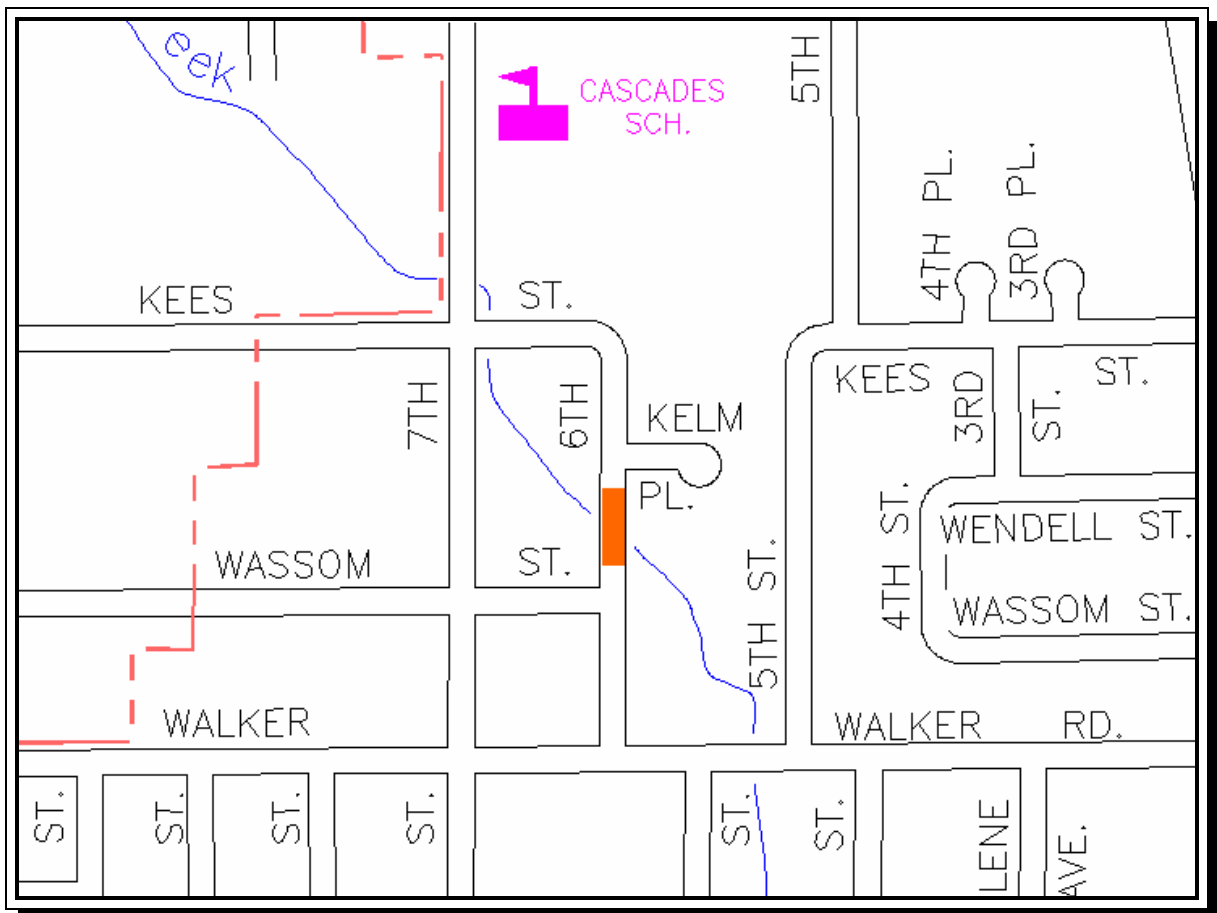 eek
CASCADES
SCH.
5TH
4TH PL.
3RD PL.
KEES
ST.
7TH
6TH
KELM
PL.
KEES
ST.
3RD
ST.
WASSOM
ST.
5TH ST.
4TH ST.
WENDELL ST.
WASSOM ST.
WALKER
WALKER RD.
ST.
ST.
ST.
ST.
ST.
ST.
LENE
AVE.